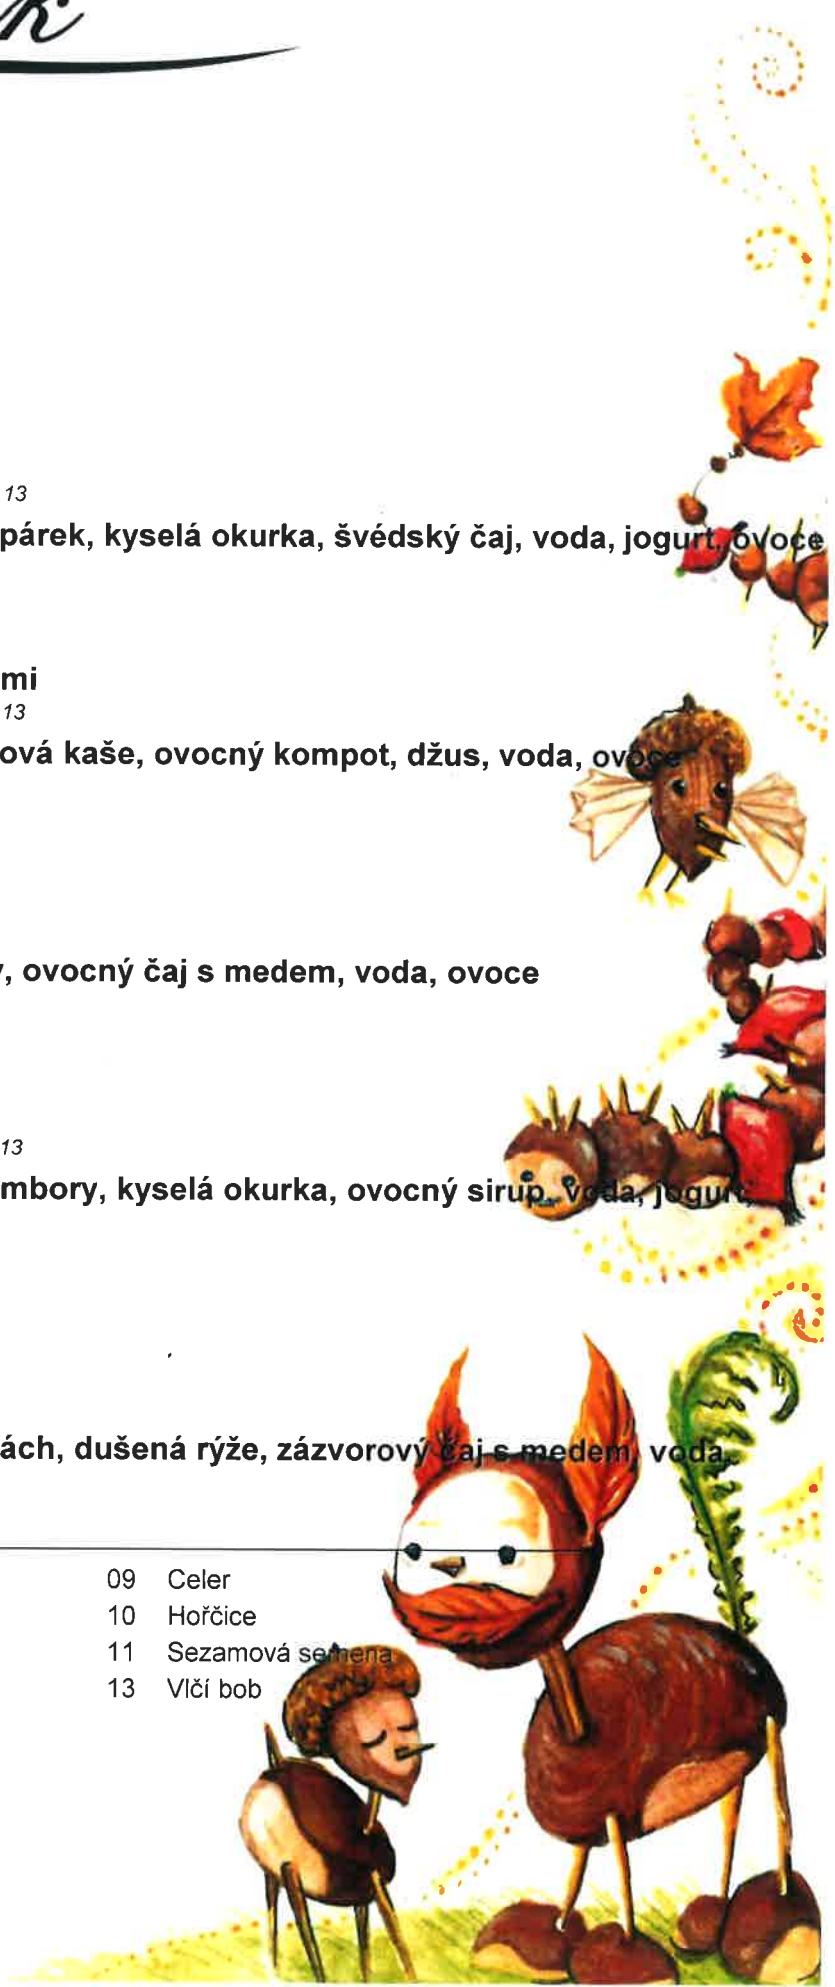 k
13
párek, kyselá okurka, švédský čaj, voda, jogurt, ovoce
mi
13
ová kaše, ovocný kompot, džus, voda, ovoce
, ovocný čaj s medem, voda, ovoce
13
mbory, kyselá okurka, ovocný sirup, voda, jogurt,
ách, dušená rýže, zázvorový čaj s medem, voda,
09 Celer
10 Hořčice
11 Sezamová semena
13 Vlčí bob